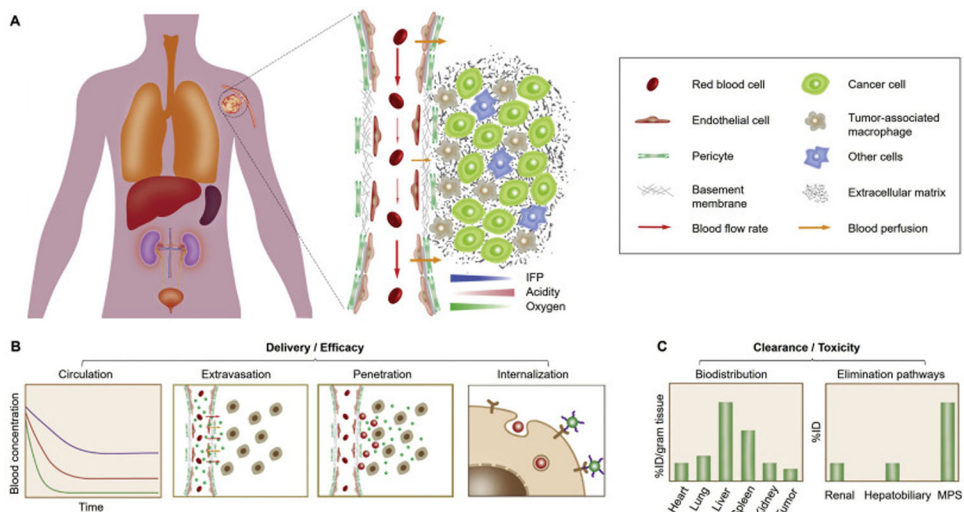 A
Red blood cell
Cancer cell
Endothelial cell
Tumor-associated
macrophage
Pericyte
Other cells
Basement
membrane
Extracellular matrix
Blood flow rate
Blood perfusion
IFP
Acidity
Oxygen
B
Delivery / Efficacy
Circulation
Extravasation
Penetration
Internalization
Blood concentration
Time
C
Clearance / Toxicity
Biodistribution
Elimination pathways
%ID/gram tissue
Heart
Lung
Liver
Spleen
Kidney
Tumor
%ID
Renal
Hepatobiliary
MPS